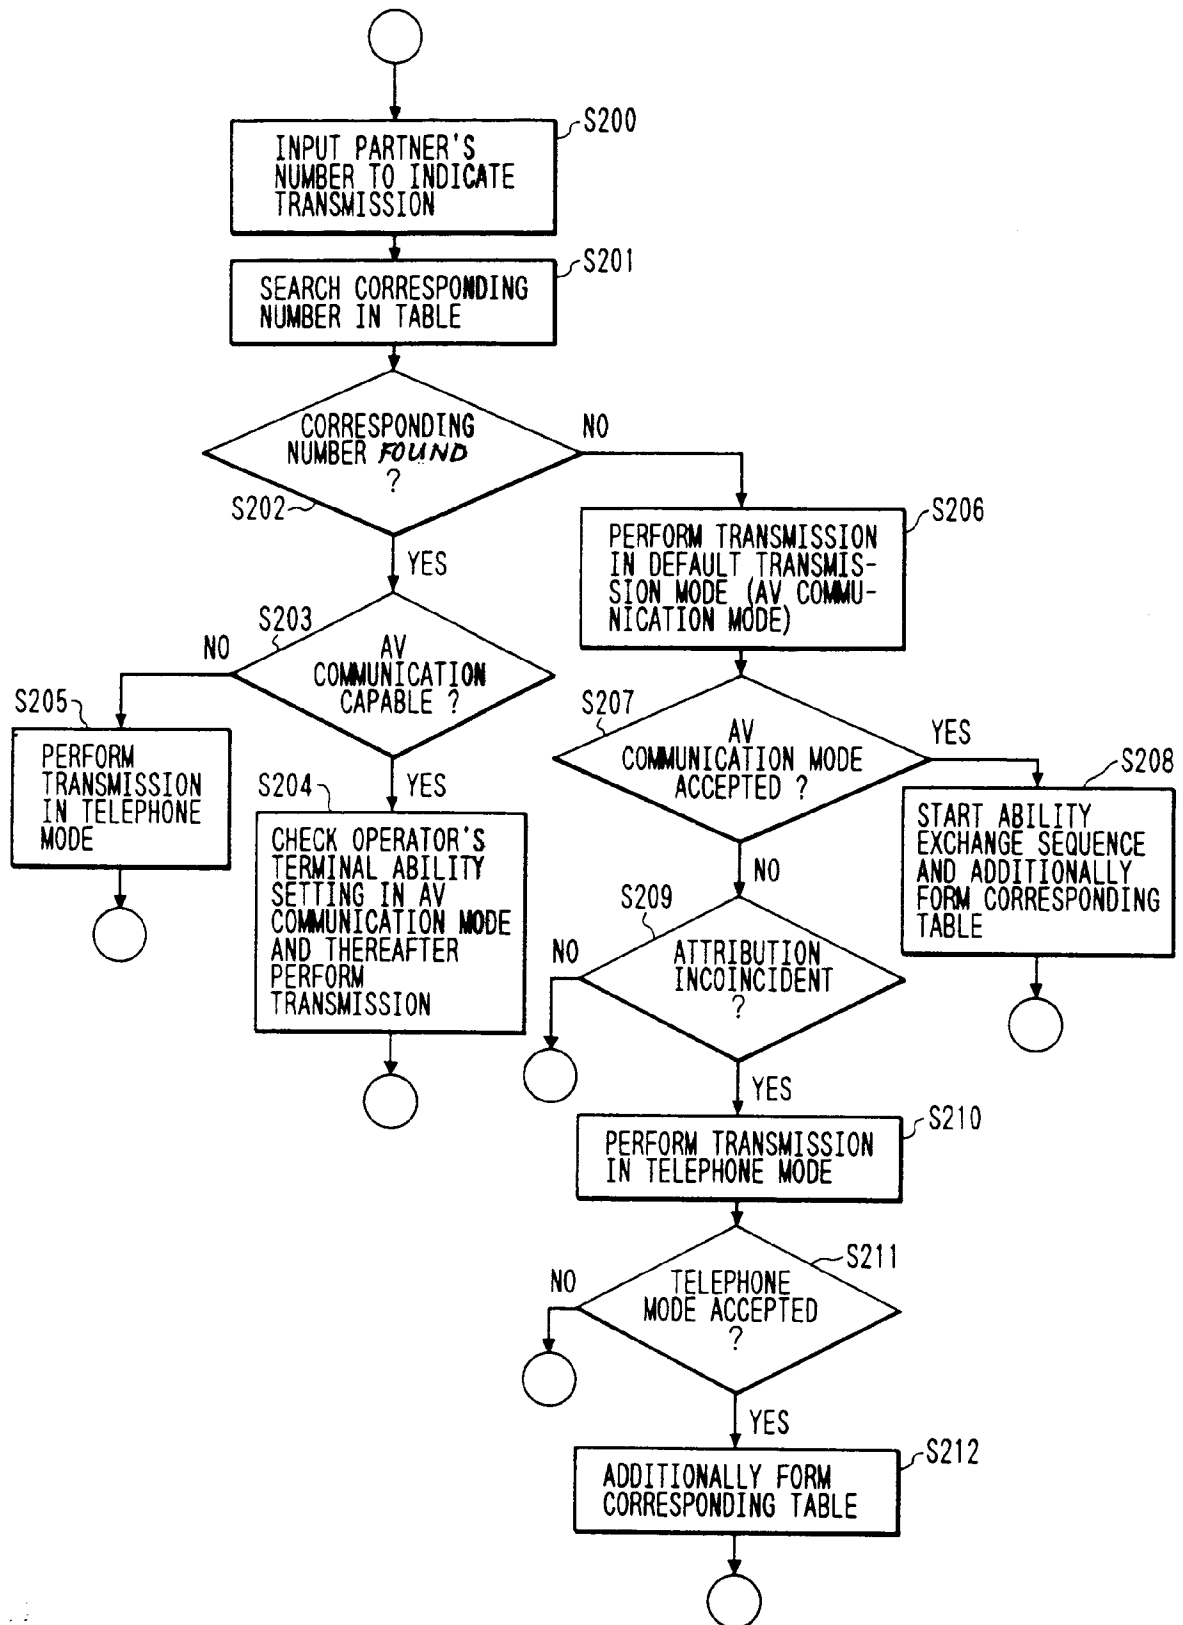 S200
INPUT PARTNER'S
NUMBER TO INDICATE
TRANSMISSION
S201
SEARCH CORRESPONDING
NUMBER IN TABLE
CORRESPONDING
NUMBER FOUND
?
NO
S202
YES
S206
PERFORM TRANSMISSION
IN DEFAULT TRANSMIS-
SION MODE (AV COMMU-
NICATION MODE)
S203
NO
AV
COMMUNICATION
CAPABLE ?
YES
S205
PERFORM
TRANSMISSION
IN TELEPHONE
MODE
S204
CHECK OPERATOR'S
TERMINAL ABILITY
SETTING IN AV
COMMUNICATION MODE
AND THEREAFTER
PERFORM
TRANSMISSION
S207
AV
COMMUNICATION MODE
ACCEPTED ?
YES
NO
S208
START ABILITY
EXCHANGE SEQUENCE
AND ADDITIONALLY
FORM CORRESPONDING
TABLE
S209
NO
ATTRIBUTION
INCOINCIDENT
?
YES
S210
PERFORM TRANSMISSION
IN TELEPHONE MODE
S211
NO
TELEPHONE
MODE ACCEPTED
?
YES
S212
ADDITIONALLY FORM
CORRESPONDING TABLE